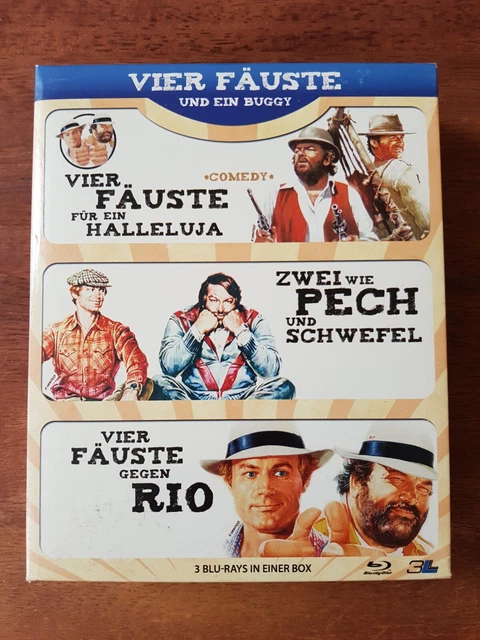 VIER FÄUSTE
UND EIN BUGGY
VIER
FÄUSTE
FÜR EIN
HALLELUJA
*COMEDY*
ZWEI WIE
PECH
UND
SCHWEFEL
VIER
FÄUSTE
GEGEN
RIO
3 BLU-RAYS IN EINER BOX
Blu-ray Disc
3L